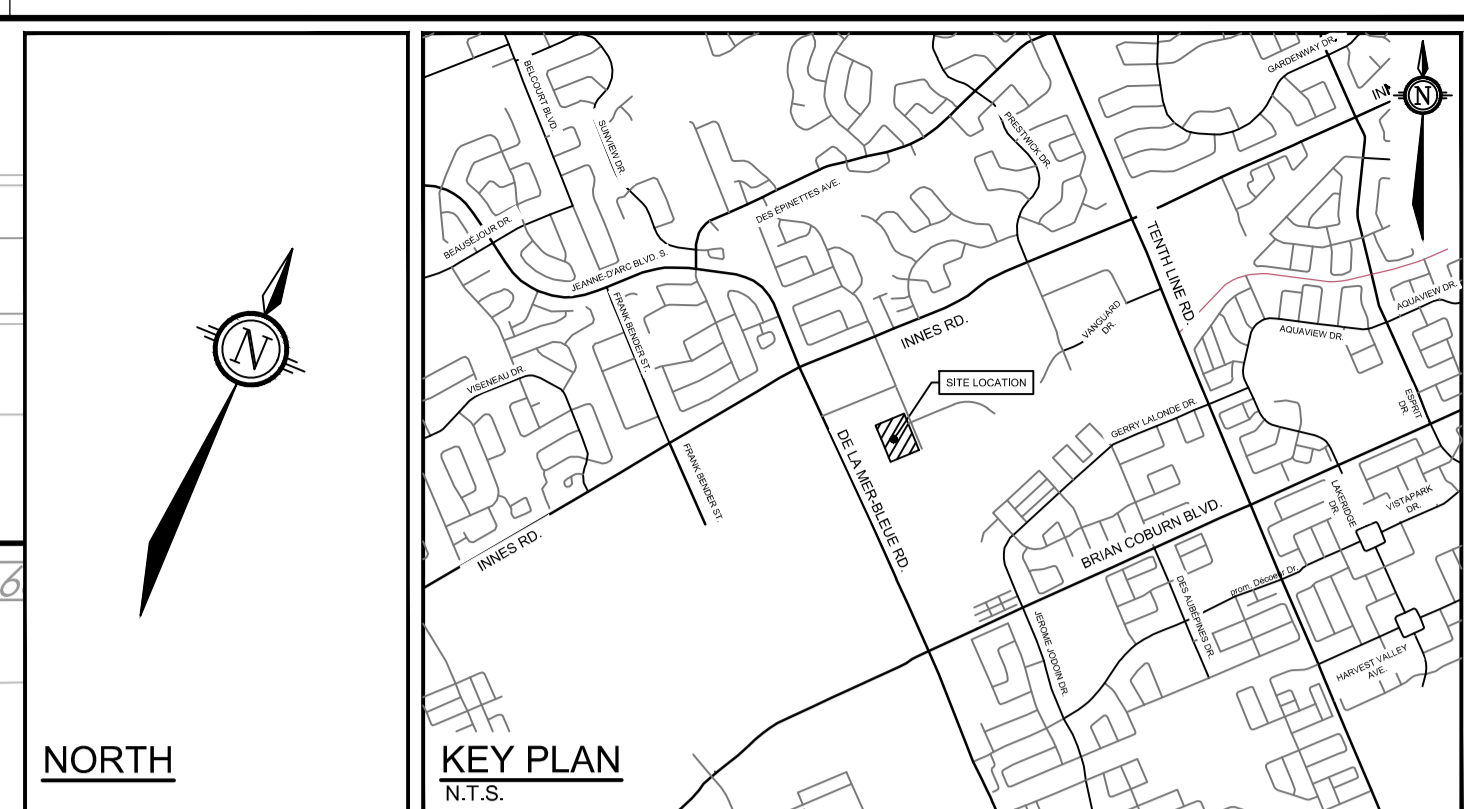 N
NORTH
6
BELCOURT BLVD.
SUNVIEW DR.
BEAUSÉJOUR DR.
JEANNE-D'ARC BLVD. S.
DES ÉPINETTES AVE.
PRESTWICK DR.
GARDENWAY DR.
N
TENTH LINE RD.
FRANK BENDER ST.
VISENEAU DR.
INNES RD.
VANGUARD
DR.
AQUAVIEW DR.
AQUAVIEW DR.
SITE LOCATION
ESPRIT
DR.
GERRY LALONDE DR.
DE LA MER-BLEUE RD.
FRANK BENDER ST.
INNES RD.
BRIAN COBURN BLVD.
LAKERIDGE
DR.
VISTAPARK
DR.
prom. Décoeur Dr.
DES AUBÉPINES DR.
JEROME JODOIN DR.
HARVEST VALLEY
AVE.
KEY PLAN
N.T.S.